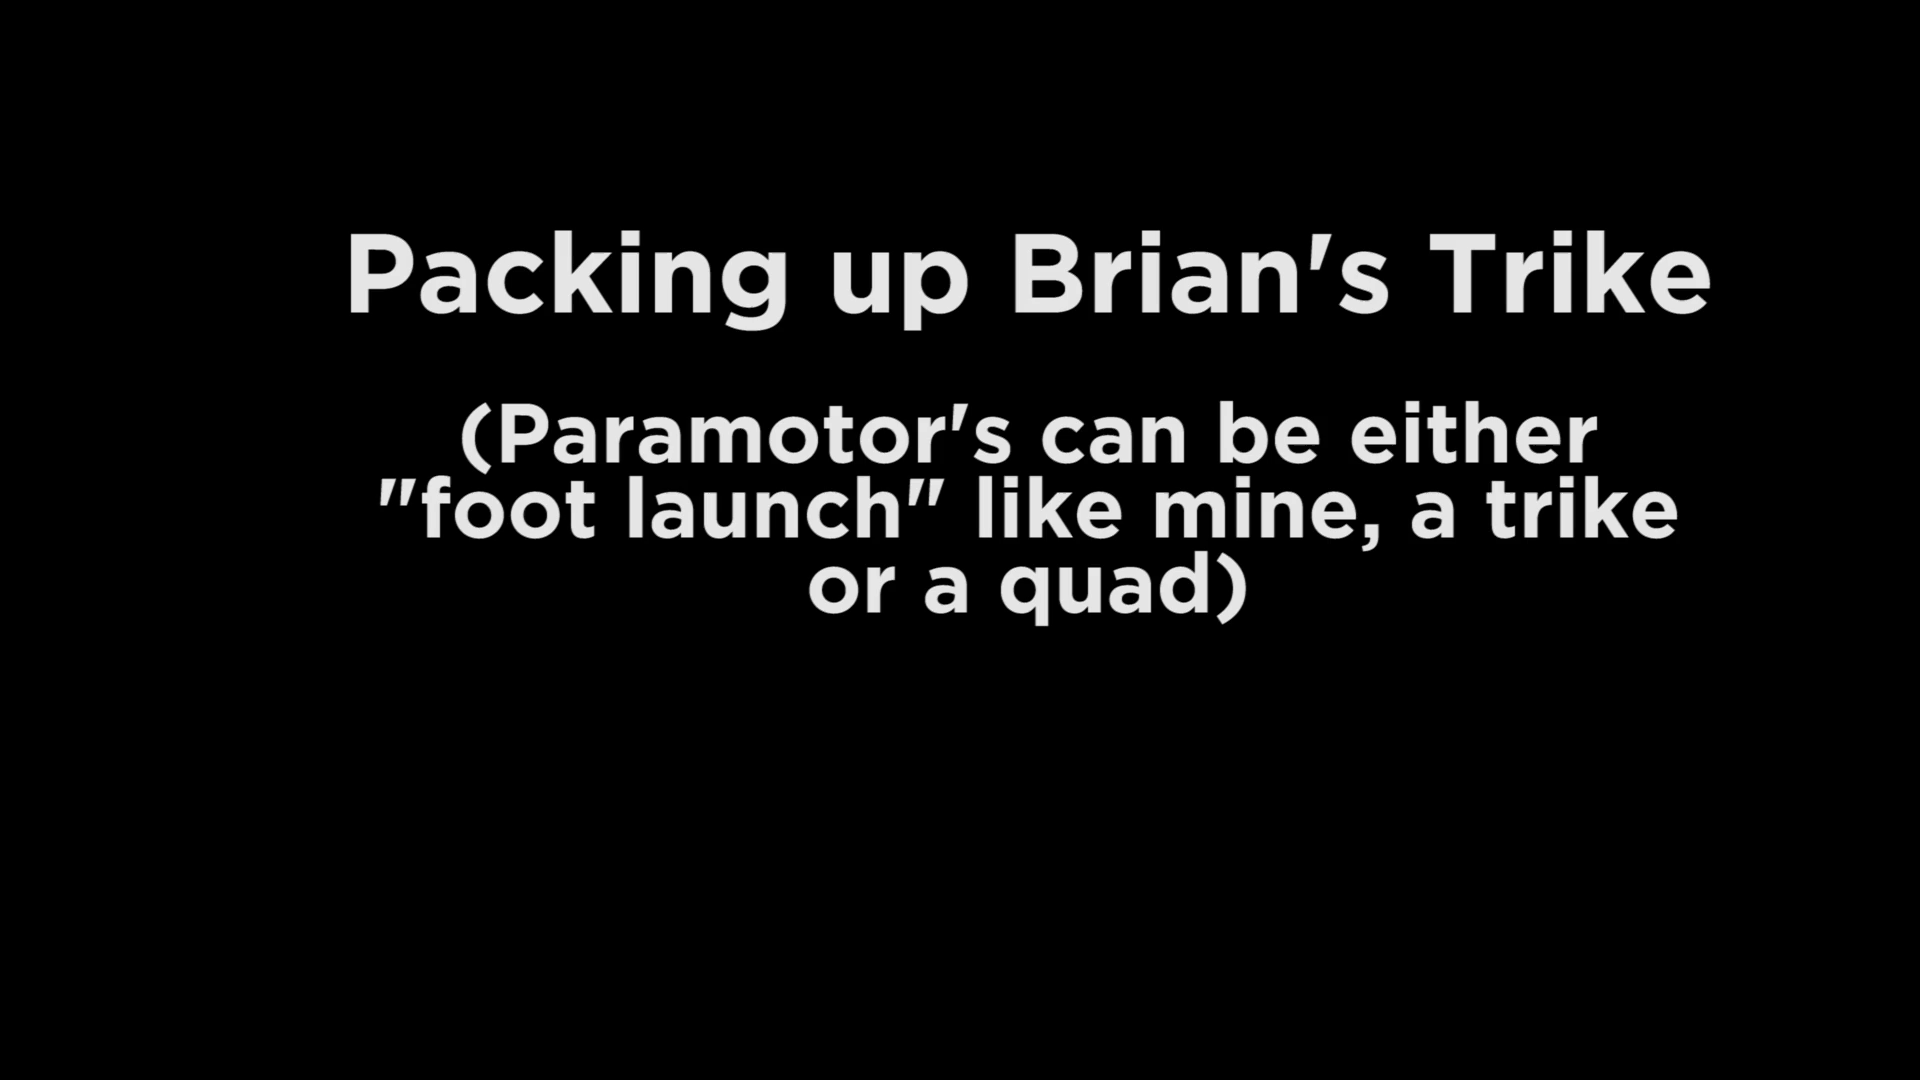 Packing up Brian's Trike
(Paramotor's can be either
"foot launch" like mine, a trike
or a quad)